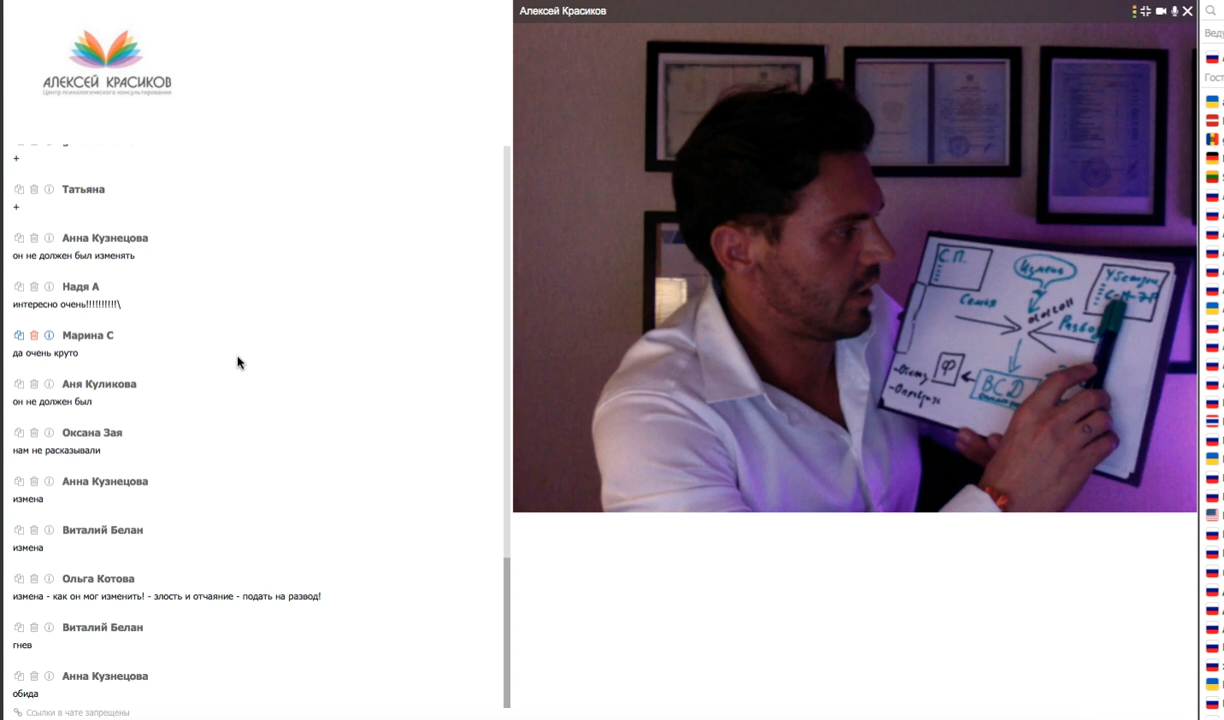 АЛЕКСЕЙ КРАСИКОВ
Центр психологического консультирования
+
Татьяна
+
Анна Кузнецова
он не должен был изменять
Надя А
интересно очень!!!!!!!!!!\
Марина С
да очень круто
Аня Куликова
он не должен был
Оксана Зая
нам не расказывали
Анна Кузнецова
измена
Виталий Белан
измена
Ольга Котова
измена - как он мог изменить! - злость и отчаяние - подать на развод!
Виталий Белан
гнев
Анна Кузнецова
обида
Ссылки в чате запрещены
Алексей Красиков
С.П.
Измена
Семья
Развод
Ф
ВСД
Веду
Гост